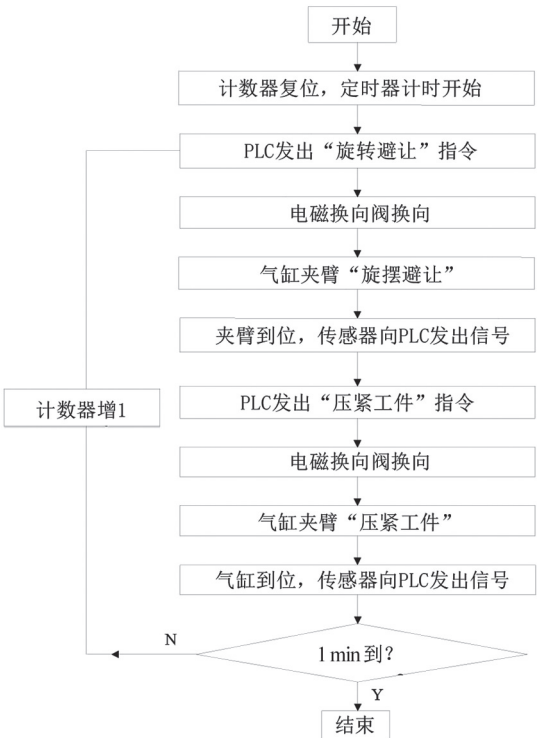 开始
计数器复位，定时器计时开始
PLC发出“旋转避让”指令
电磁换向阀换向
气缸夹臂“旋摆避让”
夹臂到位，传感器向PLC发出信号
计数器增1
PLC发出“压紧工件”指令
电磁换向阀换向
气缸夹臂“压紧工件”
气缸到位，传感器向PLC发出信号
N
1 min到？
Y
结束